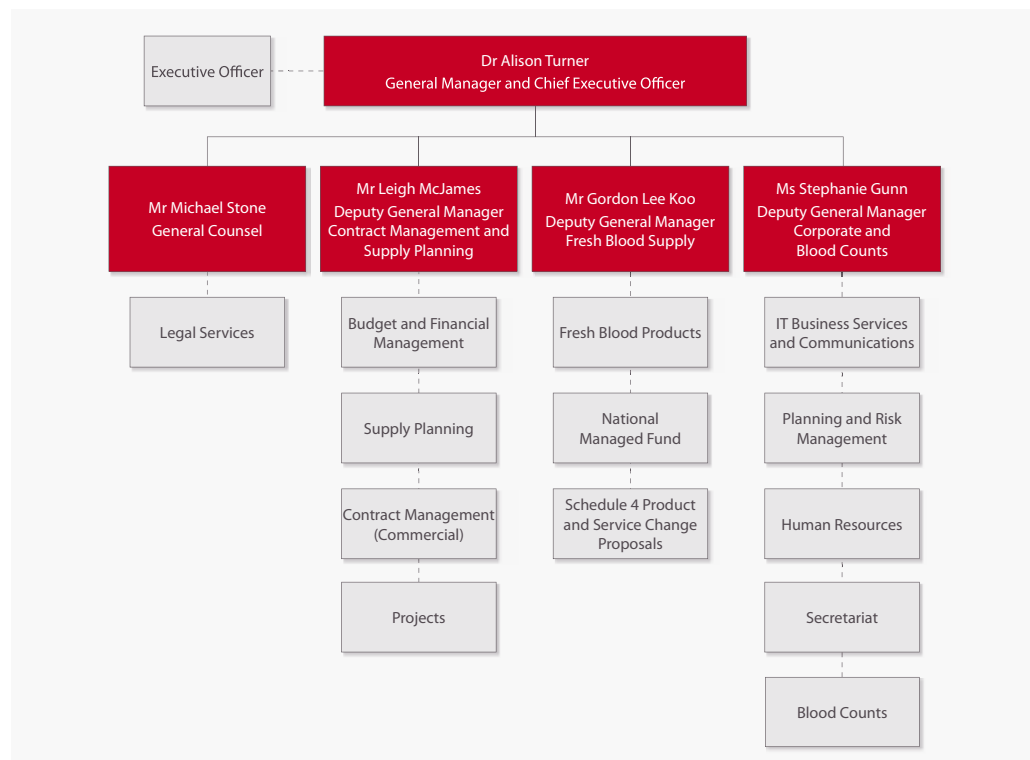 Executive Officer
Dr Alison Turner
General Manager and Chief Executive Officer
Mr Michael Stone
General Counsel
Mr Leigh McJames
Deputy General Manager
Contract Management and
Supply Planning
Mr Gordon Lee Koo
Deputy General Manager
Fresh Blood Supply
Ms Stephanie Gunn
Deputy General Manager
Corporate and
Blood Counts
Legal Services
Budget and Financial
Management
Supply Planning
Contract Management
(Commercial)
Projects
Fresh Blood Products
National
Managed Fund
Schedule 4 Product
and Service Change
Proposals
IT Business Services
and Communications
Planning and Risk
Management
Human Resources
Secretariat
Blood Counts